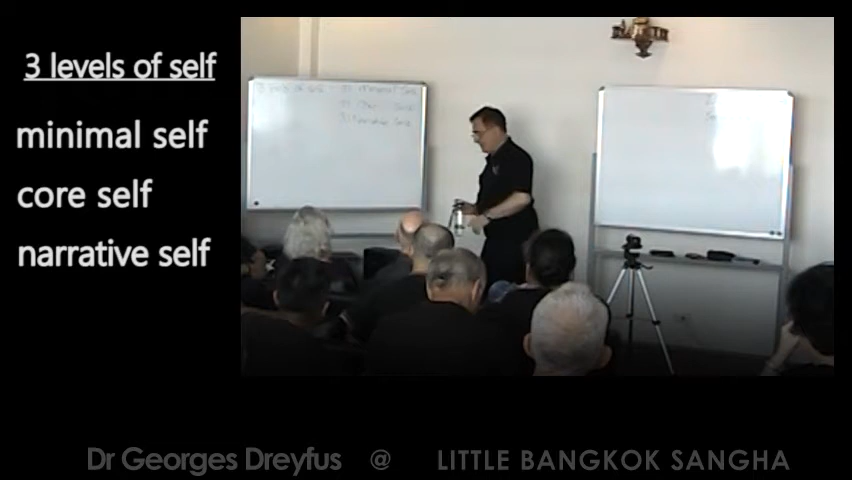 3 levels of self
minimal self
core self
narrative self
Dr Georges Dreyfus @ LITTLE BANGKOK SANGHA